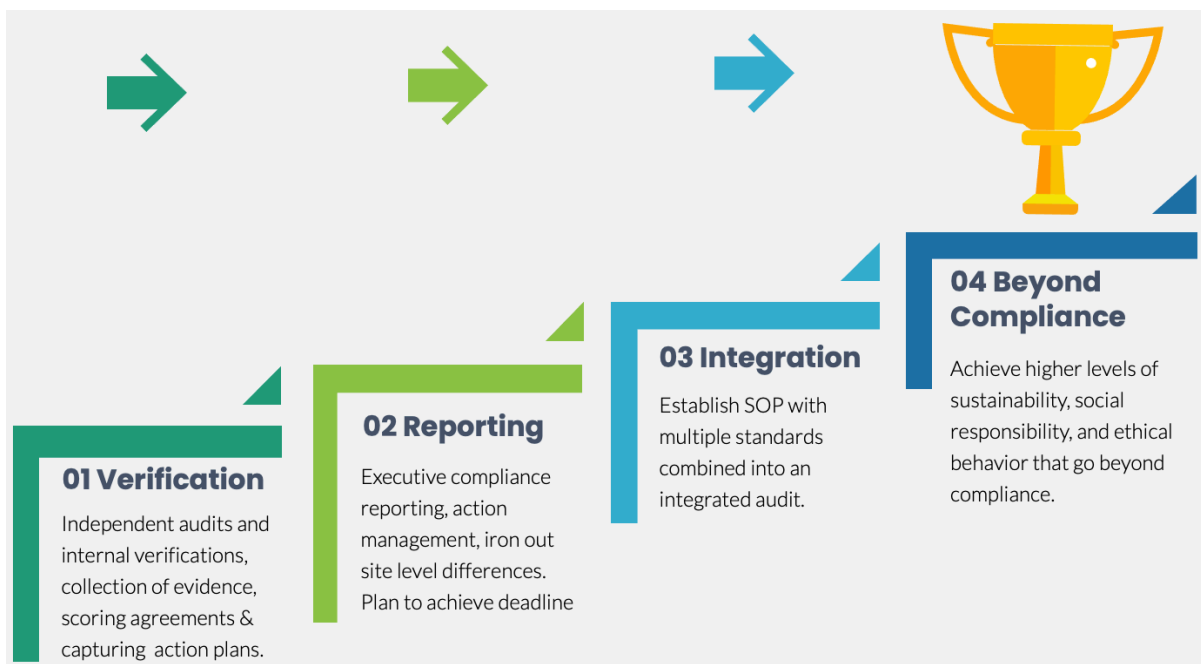 01 Verification
Independent audits and
internal verifications,
collection of evidence,
scoring agreements &
capturing  action plans.
02 Reporting
Executive compliance
reporting, action
management, iron out
site level differences.
Plan to achieve deadline
03 Integration
Establish SOP with
multiple standards
combined into an
integrated audit.
04 Beyond
Compliance
Achieve higher levels of
sustainability, social
responsibility, and ethical
behavior that go beyond
compliance.